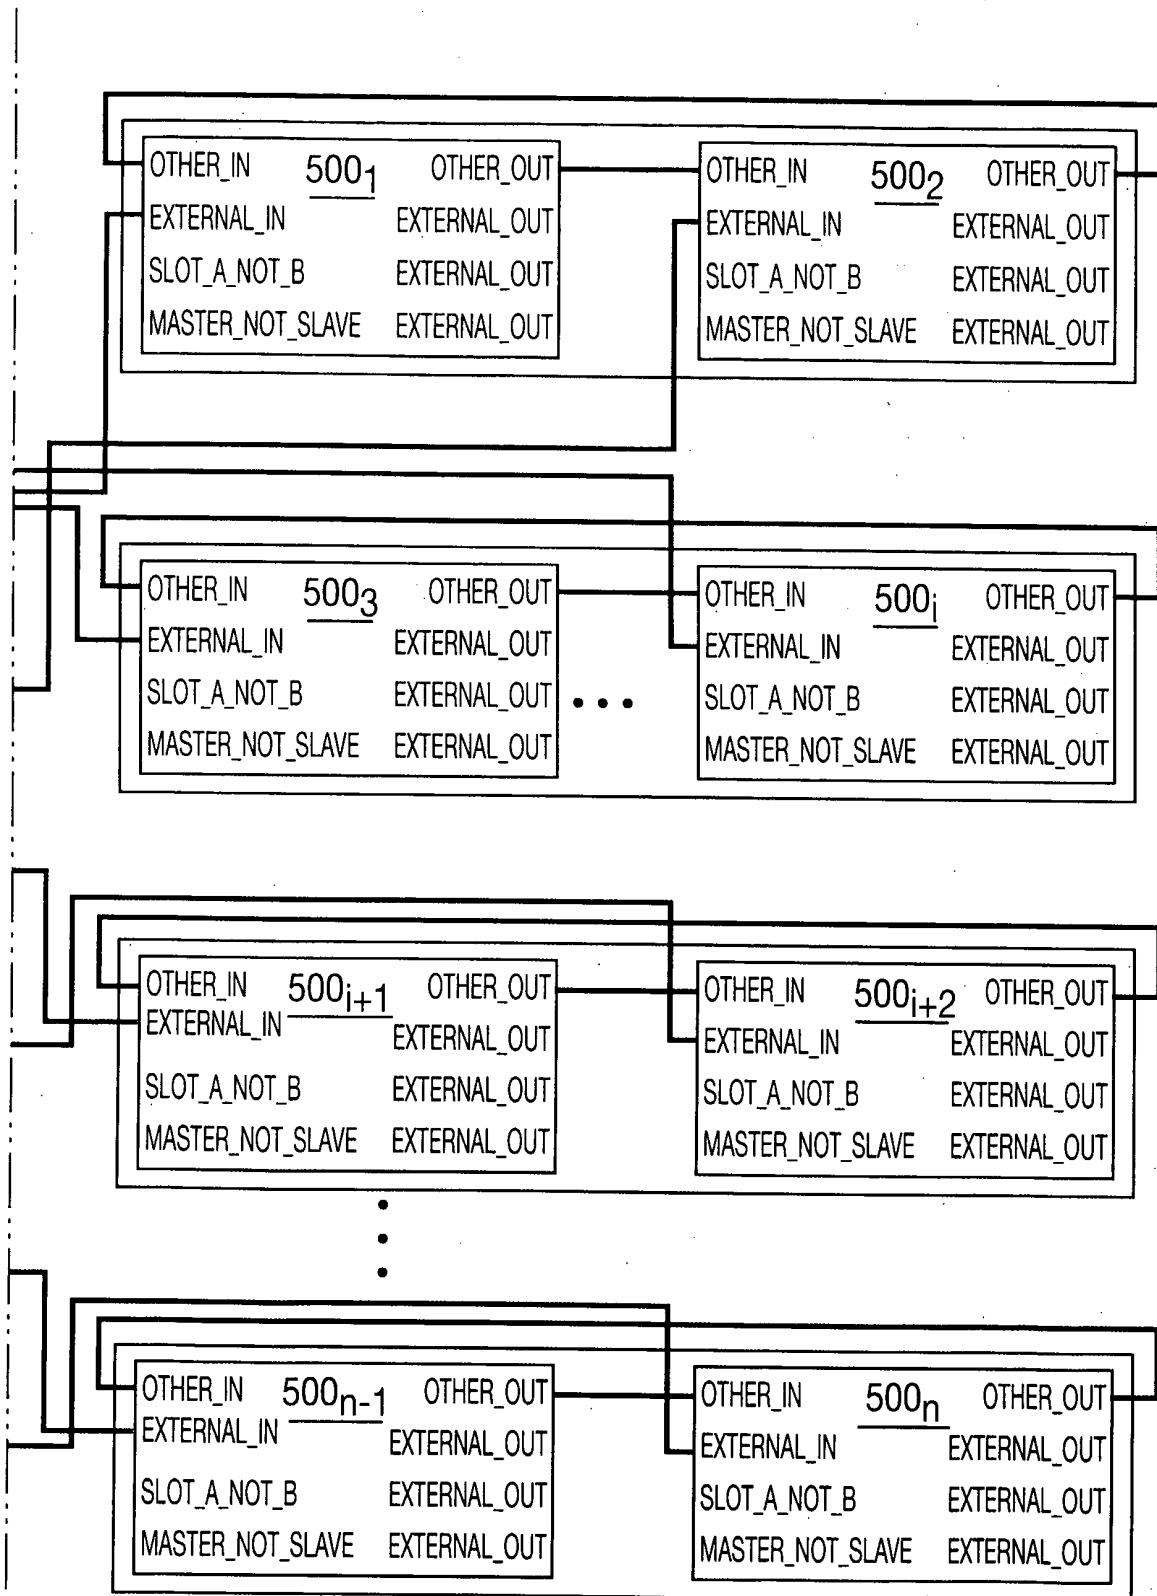 OTHER_IN 500₁ OTHER_OUT
EXTERNAL_IN EXTERNAL_OUT
SLOT_A_NOT_B EXTERNAL_OUT
MASTER_NOT_SLAVE EXTERNAL_OUT
OTHER_IN 500₂ OTHER_OUT
EXTERNAL_IN EXTERNAL_OUT
SLOT_A_NOT_B EXTERNAL_OUT
MASTER_NOT_SLAVE EXTERNAL_OUT
OTHER_IN 500₃ OTHER_OUT
EXTERNAL_IN EXTERNAL_OUT
SLOT_A_NOT_B EXTERNAL_OUT
MASTER_NOT_SLAVE EXTERNAL_OUT
OTHER_IN 500ᵢ OTHER_OUT
EXTERNAL_IN EXTERNAL_OUT
SLOT_A_NOT_B EXTERNAL_OUT
MASTER_NOT_SLAVE EXTERNAL_OUT
OTHER_IN 500ᵢ₊₁ OTHER_OUT
EXTERNAL_IN EXTERNAL_OUT
SLOT_A_NOT_B EXTERNAL_OUT
MASTER_NOT_SLAVE EXTERNAL_OUT
OTHER_IN 500ᵢ₊₂ OTHER_OUT
EXTERNAL_IN EXTERNAL_OUT
SLOT_A_NOT_B EXTERNAL_OUT
MASTER_NOT_SLAVE EXTERNAL_OUT
OTHER_IN 500ₙ₋₁ OTHER_OUT
EXTERNAL_IN EXTERNAL_OUT
SLOT_A_NOT_B EXTERNAL_OUT
MASTER_NOT_SLAVE EXTERNAL_OUT
OTHER_IN 500ₙ OTHER_OUT
EXTERNAL_IN EXTERNAL_OUT
SLOT_A_NOT_B EXTERNAL_OUT
MASTER_NOT_SLAVE EXTERNAL_OUT